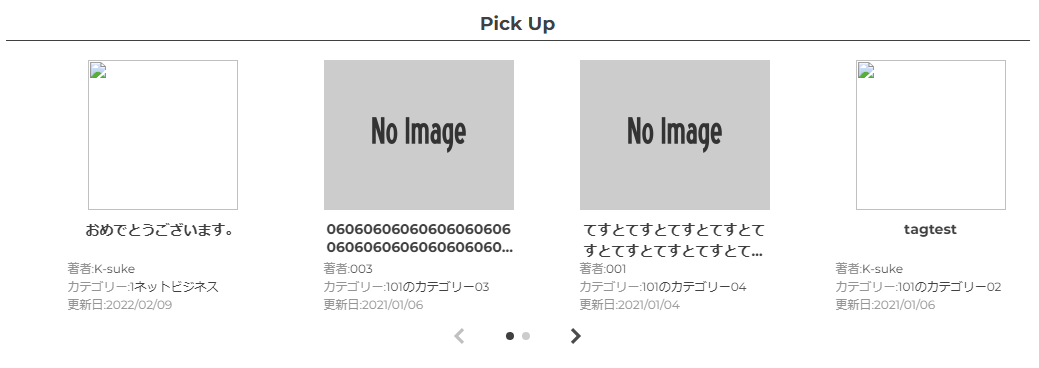 Pick Up
No Image
No Image
おめでとうございます。
著者:K-suke
カテゴリー:1ネットビジネス
更新日:2022/02/09
060606060606060606060606
060606060606060606060...
著者:003
カテゴリー:101のカテゴリー03
更新日:2021/01/06
てすとてすとてすとてすとて
すとてすとてすとてすとて...
著者:001
カテゴリー:101のカテゴリー04
更新日:2021/01/04
tagtest
著者:K-suke
カテゴリー:101のカテゴリー02
更新日:2021/01/06